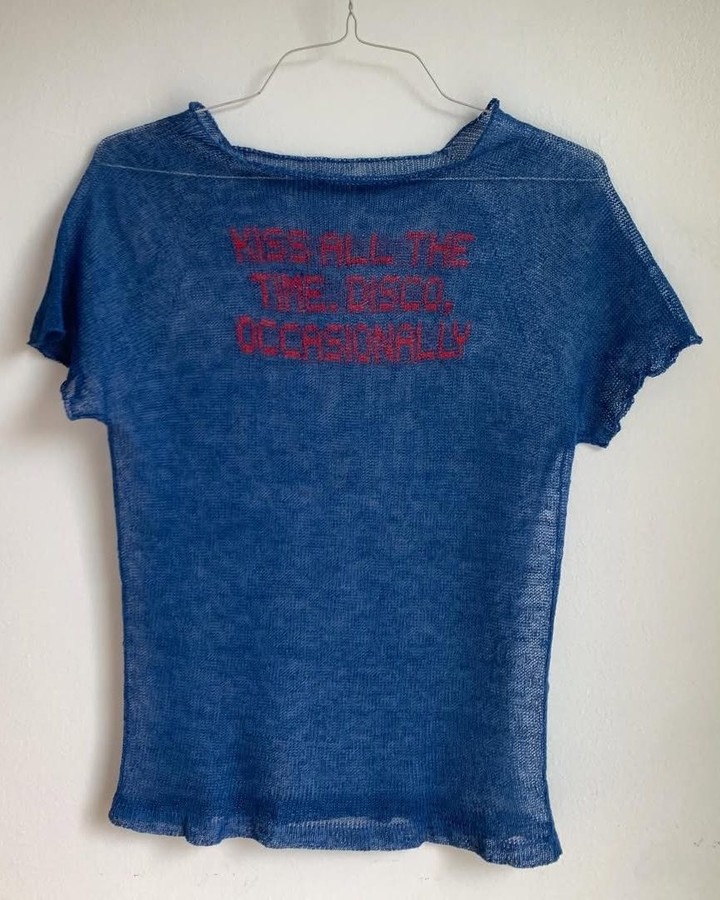 KISS ALL THE
TIME. DISCO,
OCCASIONALLY